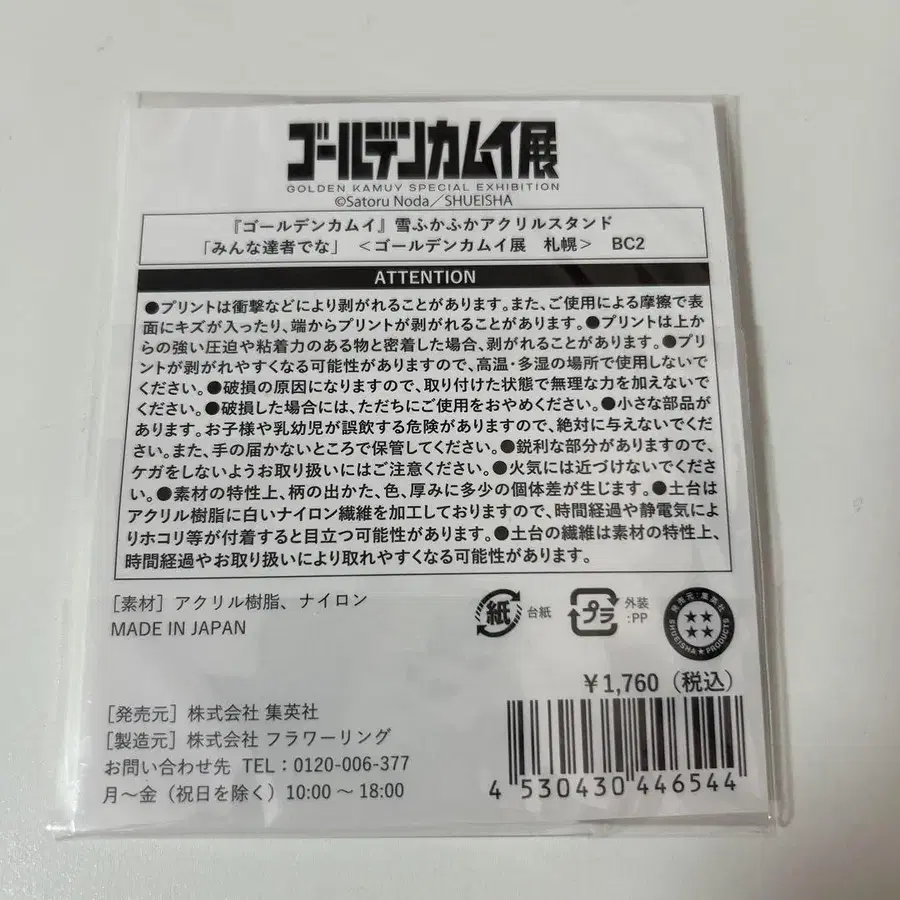 ゴールデンカムイ展
GOLDEN KAMUY SPECIAL EXHIBITION
©Satoru Noda／SHUEISHA
『ゴールデンカムイ』雪ふかふかアクリルスタンド
「みんな達者でな」 ＜ゴールデンカムイ展 札幌＞ BC2
ATTENTION
●プリントは衝撃などにより剥がれることがあります。また、ご使用による摩擦で表
面にキズが入ったり、端からプリントが剥がれることがあります。●プリントは上か
らの強い圧迫や粘着力のある物と密着した場合、剥がれることがあります。●プリ
ントが剥がれやすくなる可能性がありますので、高温・多湿の場所で使用しないで
ください。●破損の原因になりますので、取り付けた状態で無理な力を加えないで
ください。●破損した場合には、ただちにご使用をおやめください。●小さな部品が
あります。お子様や乳幼児が誤飲する危険がありますので、絶対に与えないでくだ
さい。また、手の届かないところで保管してください。●鋭利な部分がありますので、
ケガをしないようお取り扱いにはご注意ください。●火気には近づけないでくださ
い。●素材の特性上、柄の出かた、色、厚みに多少の個体差が生じます。●土台は
アクリル樹脂に白いナイロン繊維を加工しておりますので、時間経過や静電気によ
りホコリ等が付着すると目立つ可能性があります。●土台の繊維は素材の特性上、
時間経過やお取り扱いにより取れやすくなる可能性があります。
［素材］アクリル樹脂、ナイロン
MADE IN JAPAN
紙 台紙
プラ 外装:PP
発売元:集英社
SHUEISHA★PRODUCTS
￥1,760（税込）
［発売元］株式会社 集英社
［製造元］株式会社 フラワーリング
お問い合わせ先 TEL：0120-006-377
月～金（祝日を除く）10:00 ～ 18:00
4 530430 446544